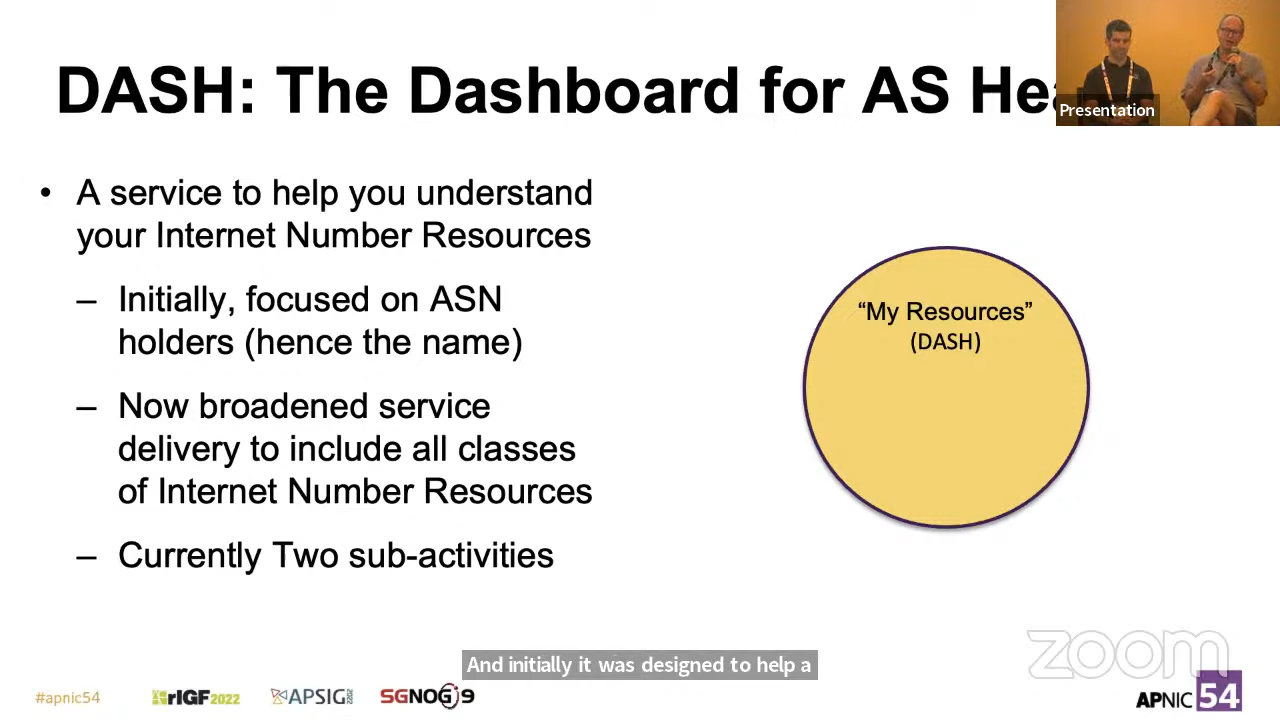 DASH: The Dashboard for AS Hea
Presentation
• A service to help you understand
your Internet Number Resources
– Initially, focused on ASN
holders (hence the name)
– Now broadened service
delivery to include all classes
of Internet Number Resources
– Currently Two sub-activities
“My Resources”
(DASH)
And initially it was designed to help a
zoom
#apnic54
rIGF2022
APSIG
SGNOG 9
APNIC 54